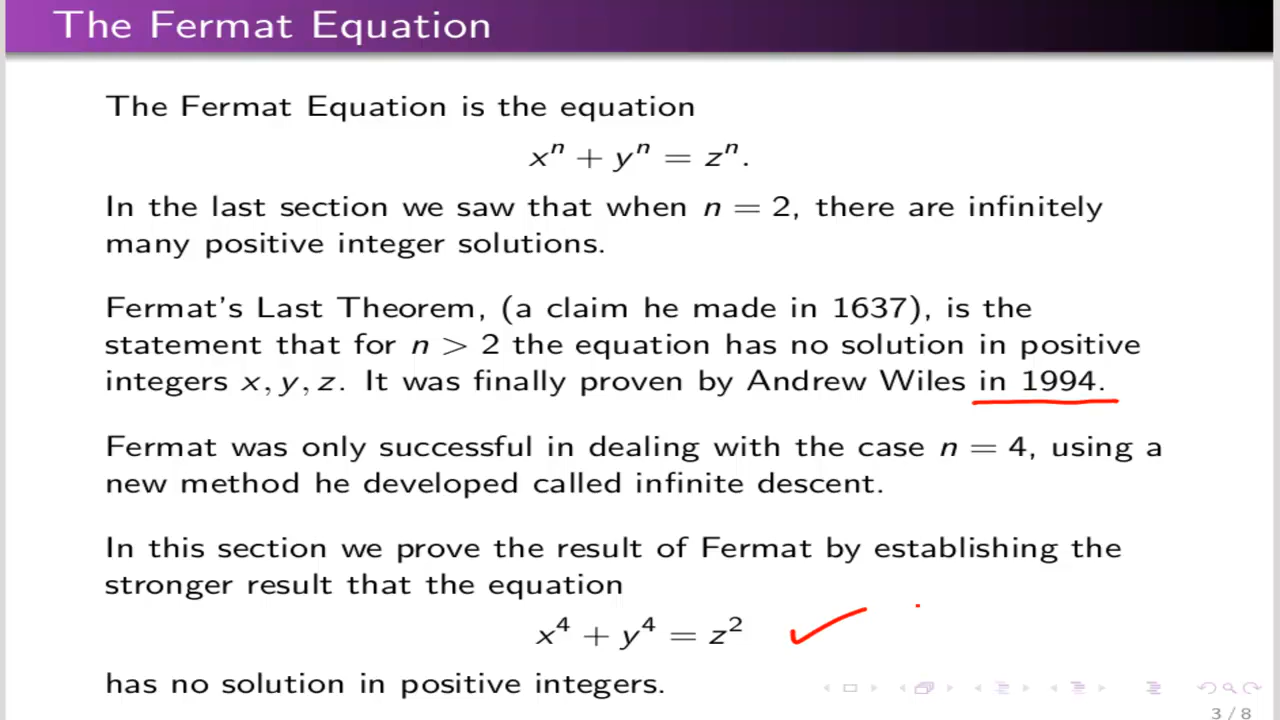 The Fermat Equation
The Fermat Equation is the equation
xⁿ + yⁿ = zⁿ.
In the last section we saw that when n = 2, there are infinitely
many positive integer solutions.
Fermat's Last Theorem, (a claim he made in 1637), is the
statement that for n > 2 the equation has no solution in positive
integers x, y, z. It was finally proven by Andrew Wiles in 1994.
Fermat was only successful in dealing with the case n = 4, using a
new method he developed called infinite descent.
In this section we prove the result of Fermat by establishing the
stronger result that the equation
x⁴ + y⁴ = z²
has no solution in positive integers.
3 / 8